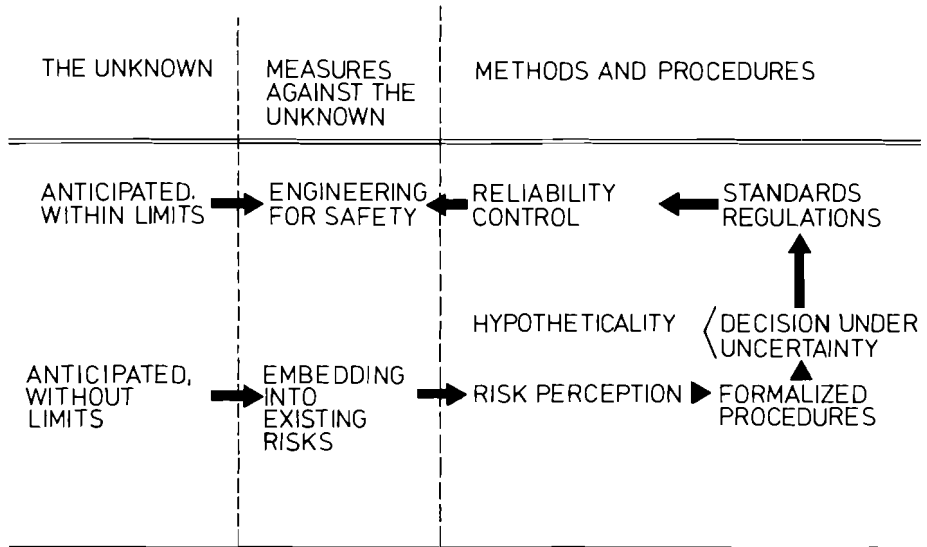 THE UNKNOWN
MEASURES
AGAINST THE
UNKNOWN
METHODS AND PROCEDURES
ANTICIPATED.
WITHIN LIMITS
ENGINEERING
FOR SAFETY
RELIABILITY
CONTROL
STANDARDS
REGULATIONS
HYPOTHETICALITY
DECISION UNDER
UNCERTAINTY
ANTICIPATED,
WITHOUT
LIMITS
EMBEDDING
INTO
EXISTING
RISKS
RISK PERCEPTION
FORMALIZED
PROCEDURES